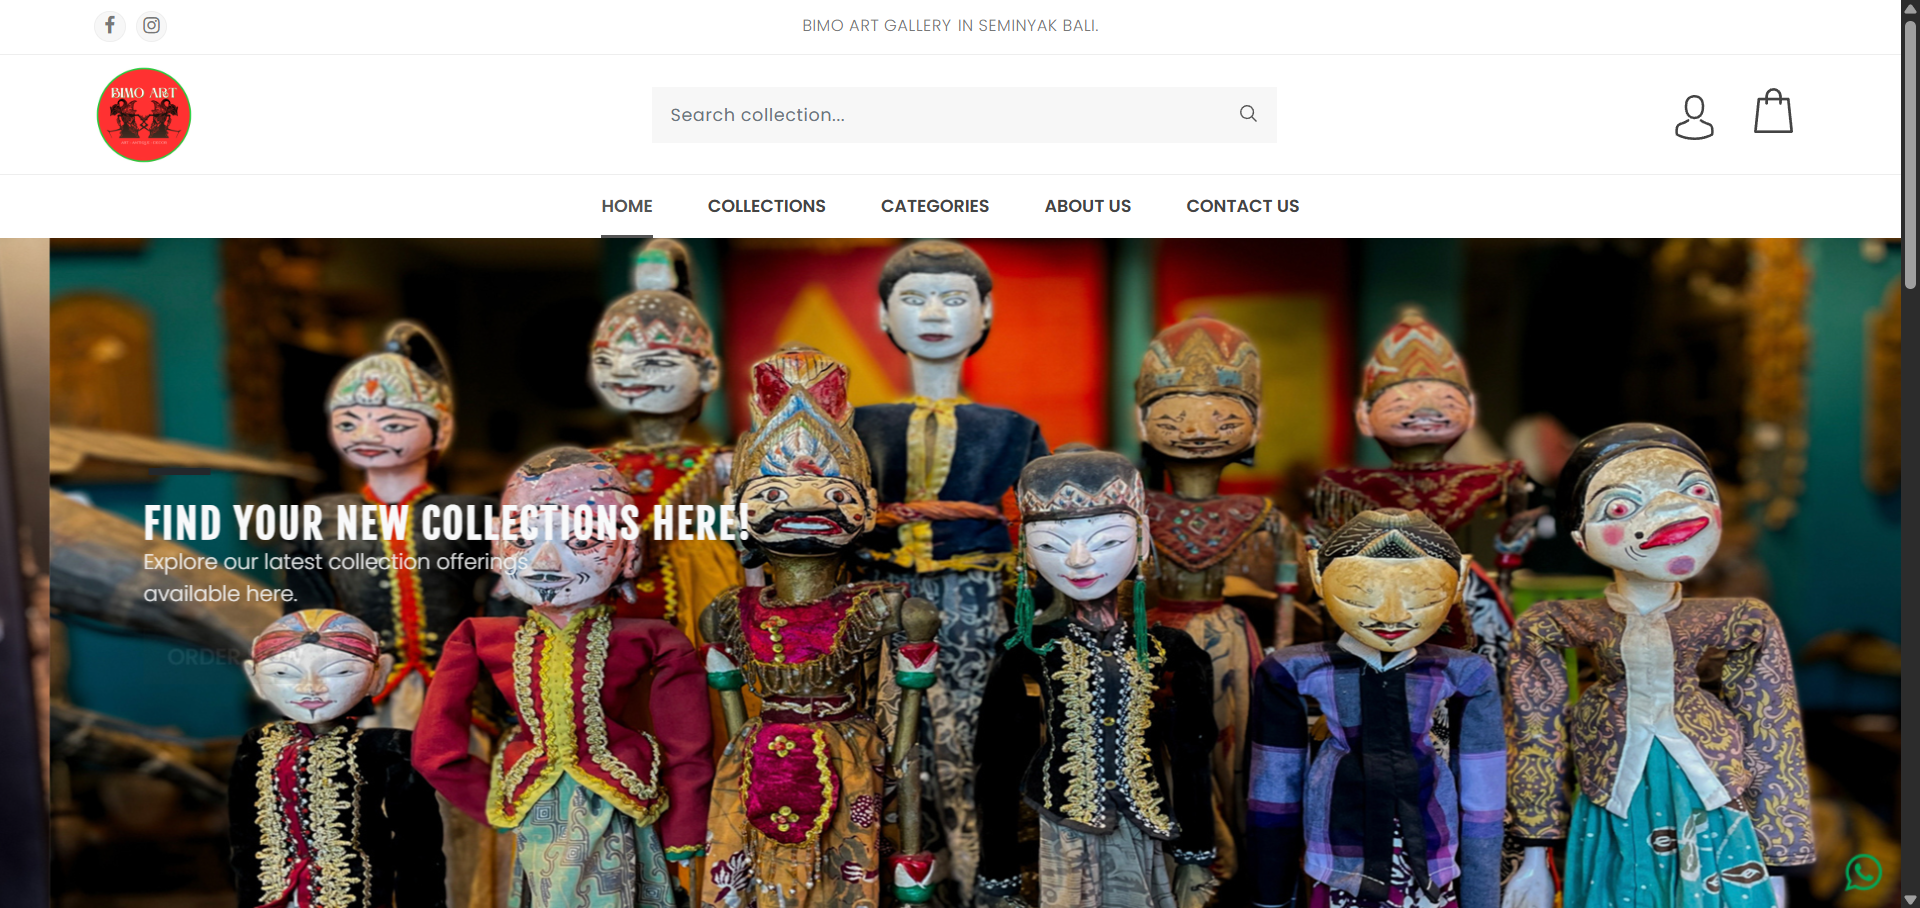 BIMO ART GALLERY IN SEMINYAK BALI.
BIMO ART
Search collection...
HOME
COLLECTIONS
CATEGORIES
ABOUT US
CONTACT US
FIND YOUR NEW COLLECTIONS HERE!
Explore our latest collection offerings
available here.
ORDER